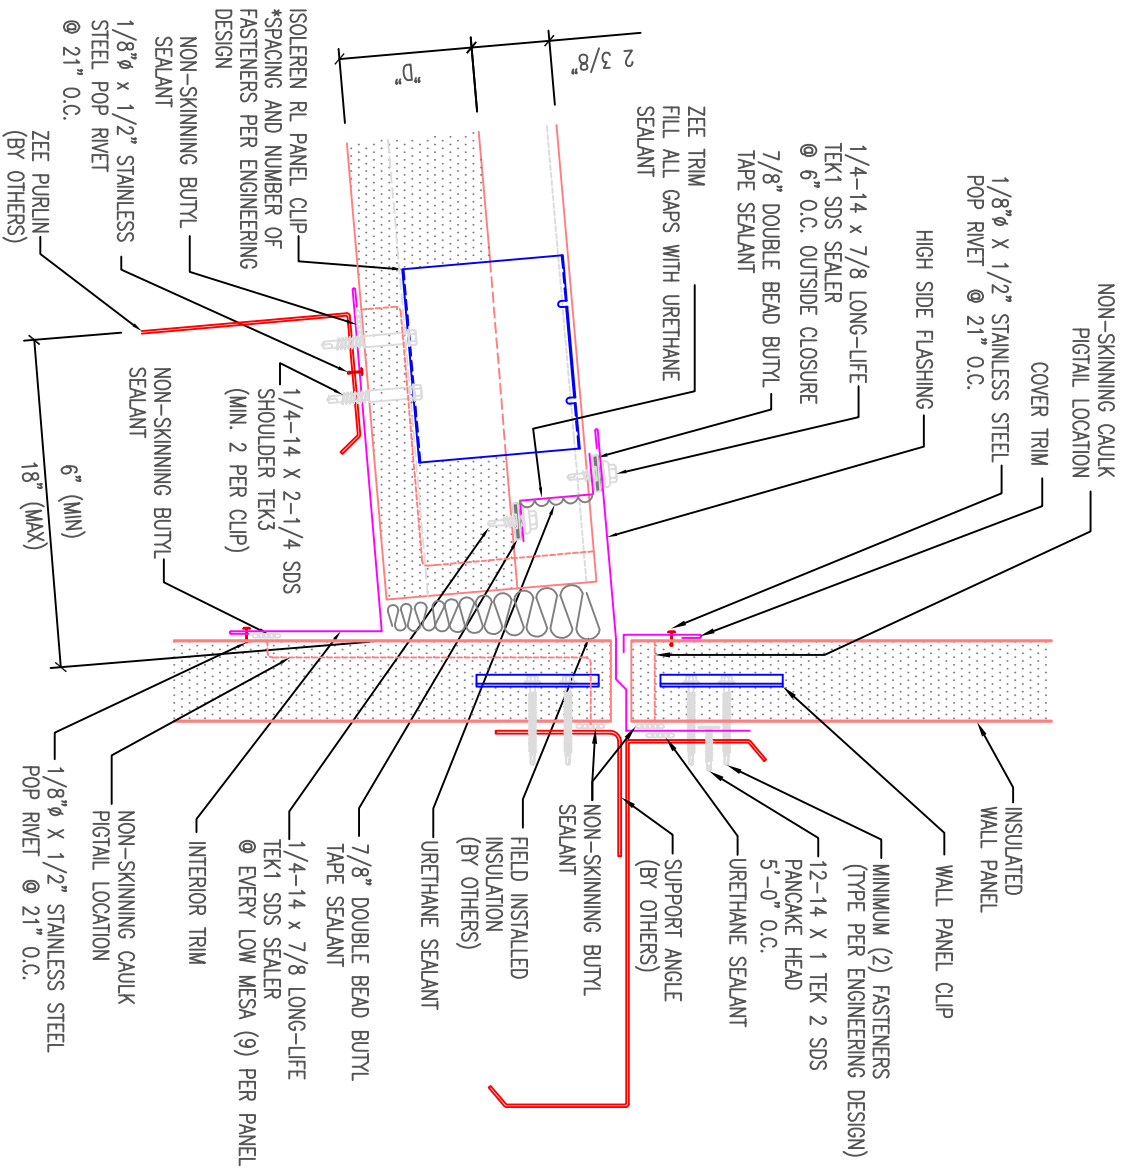 NON-SKINNING CAULK
PIGTAIL LOCATION
COVER TRIM
1/8"ø X 1/2" STAINLESS STEEL
POP RIVET @ 21" O.C.
HIGH SIDE FLASHING
1/4-14 x 7/8 LONG-LIFE
TEK1 SDS SEALER
@ 6" O.C. OUTSIDE CLOSURE
7/8" DOUBLE BEAD BUTYL
TAPE SEALANT
ZEE TRIM
FILL ALL GAPS WITH URETHANE
SEALANT
2 3/8"
"D"
ISOLEREN RL PANEL CLIP
*SPACING AND NUMBER OF
FASTENERS PER ENGINEERING
DESIGN
NON-SKINNING BUTYL
SEALANT
1/8"ø x 1/2" STAINLESS
STEEL POP RIVET
@ 21" O.C.
ZEE PURLIN
(BY OTHERS)
1/4-14 X 2-1/4 SDS
SHOULDER TEK3
(MIN. 2 PER CLIP)
NON-SKINNING BUTYL
SEALANT
6" (MIN)
18" (MAX)
INSULATED
WALL PANEL
WALL PANEL CLIP
MINIMUM (2) FASTENERS
(TYPE PER ENGINEERING DESIGN)
12-14 X 1 TEK 2 SDS
PANCAKE HEAD
5'-0" O.C.
URETHANE SEALANT
SUPPORT ANGLE
(BY OTHERS)
NON-SKINNING BUTYL
SEALANT
FIELD INSTALLED
INSULATION
(BY OTHERS)
URETHANE SEALANT
7/8" DOUBLE BEAD BUTYL
TAPE SEALANT
1/4-14 x 7/8 LONG-LIFE
TEK1 SDS SEALER
@ EVERY LOW MESA (9) PER PANEL
INTERIOR TRIM
NON-SKINNING CAULK
PIGTAIL LOCATION
1/8"ø X 1/2" STAINLESS STEEL
POP RIVET @ 21" O.C.